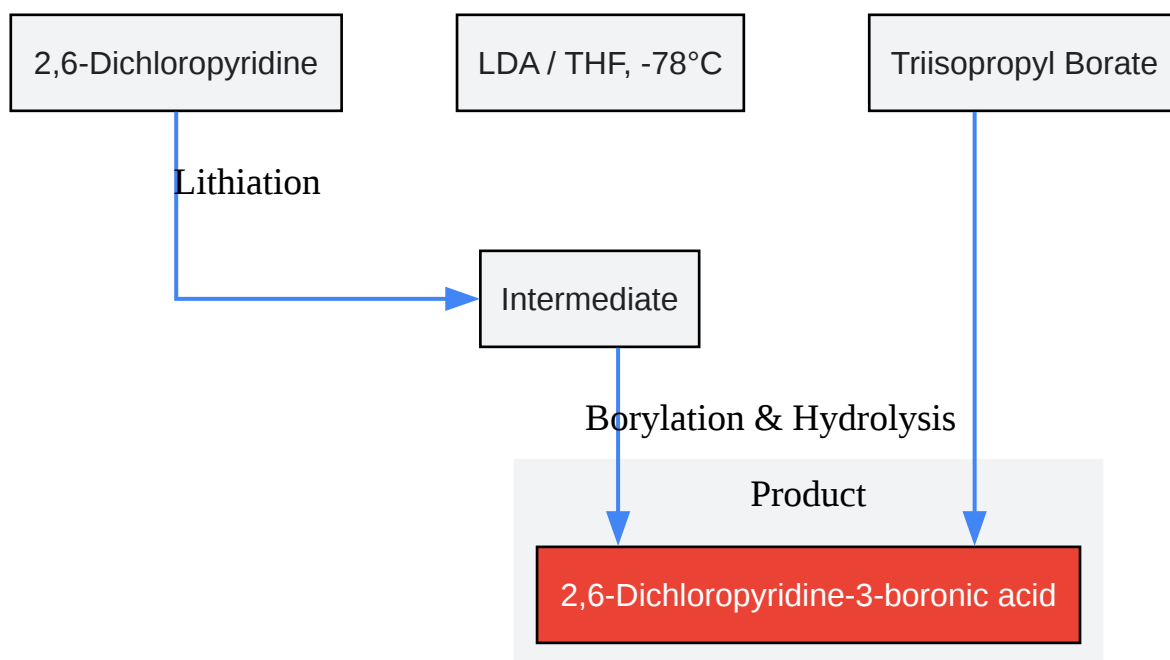 2,6-Dichloropyridine
LDA / THF, -78°C
Triisopropyl Borate
Lithiation
Intermediate
Borylation & Hydrolysis
Product
2,6-Dichloropyridine-3-boronic acid